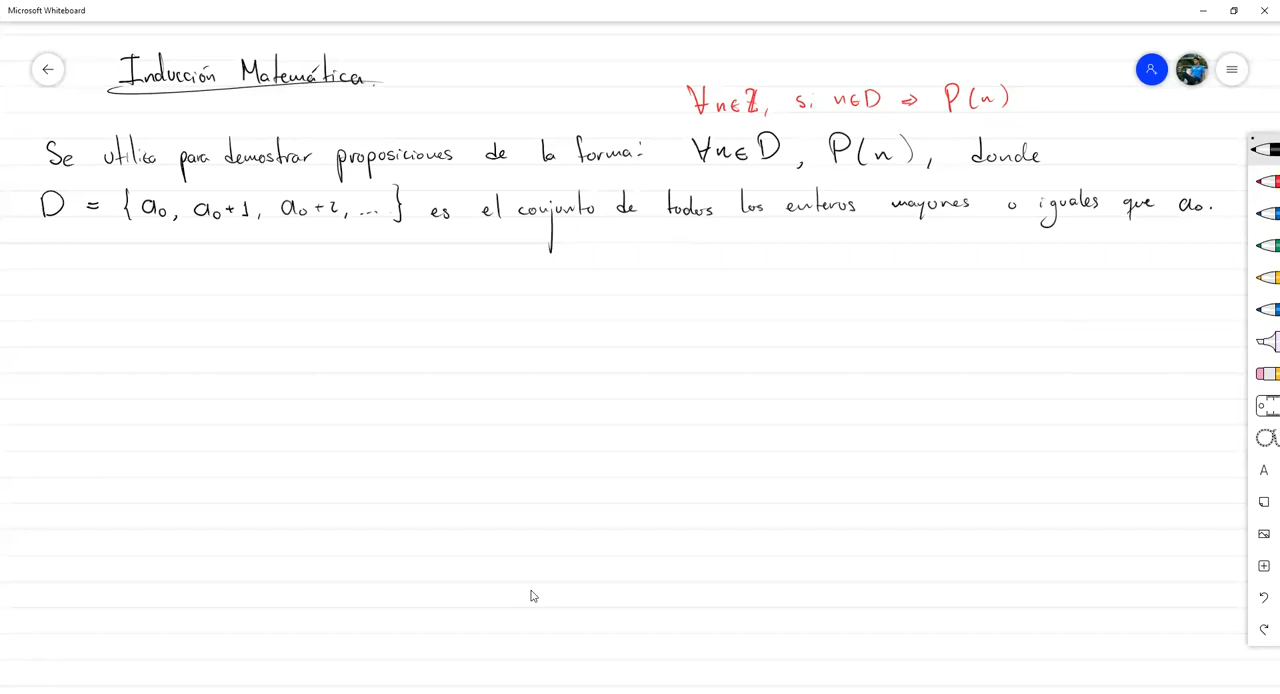 Microsoft Whiteboard
Inducción Matemática.
∀n∈ℤ, si n∈D ⇒ P(n)
Se utiliza para demostrar proposiciones de la forma: ∀n∈D, P(n), donde
D = {a₀, a₀+1, a₀+2, ...} es el conjunto de todos los enteros mayores o iguales que a₀.